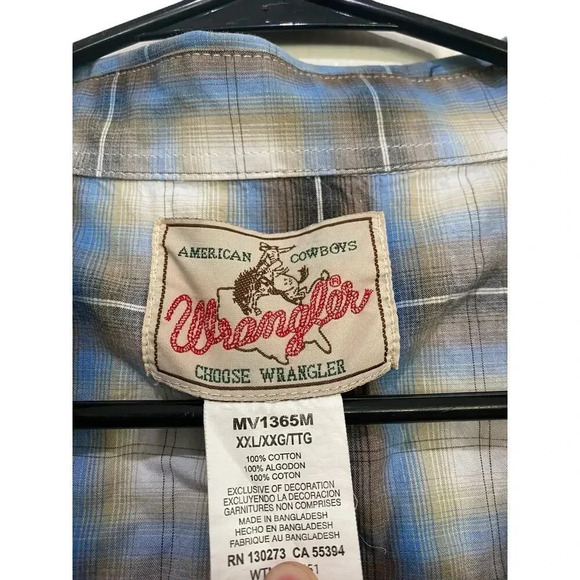 AMERICAN COWBOYS
Wrangler
CHOOSE WRANGLER
MV1365M
XXL/XXG/TTG
100% COTTON
100% ALGODON
100% COTON
EXCLUSIVE OF DECORATION
EXCLUYENDO LA DECORACION
GARNITURES NON COMPRISES
MADE IN BANGLADESH
HECHO EN BANGLADESH
FABRIQUE AU BANGLADESH
RN 130273 CA 55394